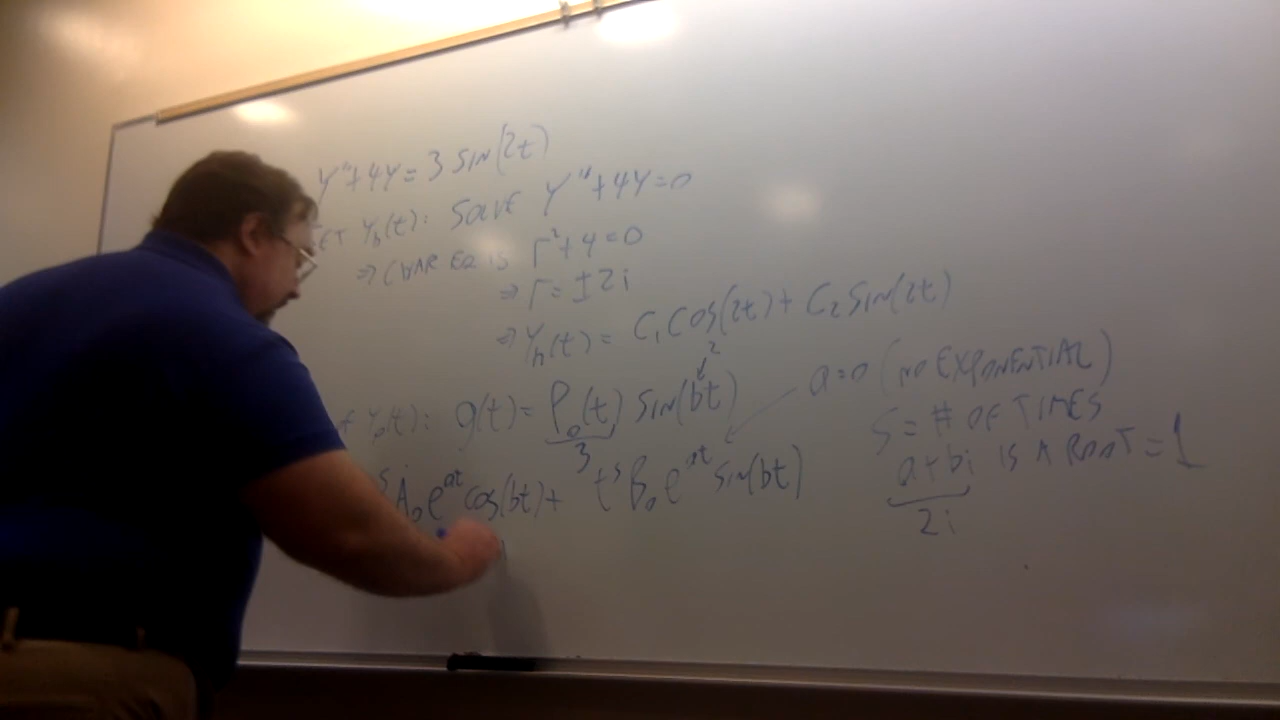 y"+4y=3 SIN(2t)
y_h(t): SOLVE y"+4y=0
⇒ CHAR EQ IS r²+4=0
⇒ r=±2i
⇒ y_h(t)= C₁COS(2t)+ C₂SIN(2t)
2
y_p(t): g(t)= P₀(t) SIN(bt) a=0 (NO EXPONENTIAL)
3 S=# OF TIMES
A₀e^{at}cos(bt)+ t^s B₀e^{at} sin(bt) a+bi IS A ROOT=1
2i